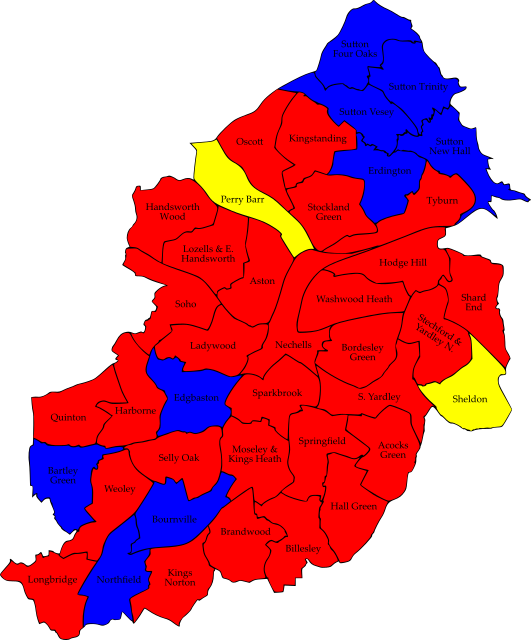 Sutton
Four Oaks
Sutton Trinity
Sutton Vesey
Sutton
New Hall
Oscott
Kingstanding
Erdington
Perry Barr
Stockland
Green
Tyburn
Handsworth
Wood
Lozells & E.
Handsworth
Aston
Hodge Hill
Washwood Heath
Shard
End
Soho
Stechford &
Yardley N.
Ladywood
Nechells
Bordesley
Green
Sheldon
Edgbaston
Sparkbrook
S. Yardley
Quinton
Harborne
Springfield
Acocks
Green
Moseley &
Kings Heath
Selly Oak
Bartley
Green
Weoley
Hall Green
Bournville
Brandwood
Billesley
Longbridge
Northfield
Kings
Norton